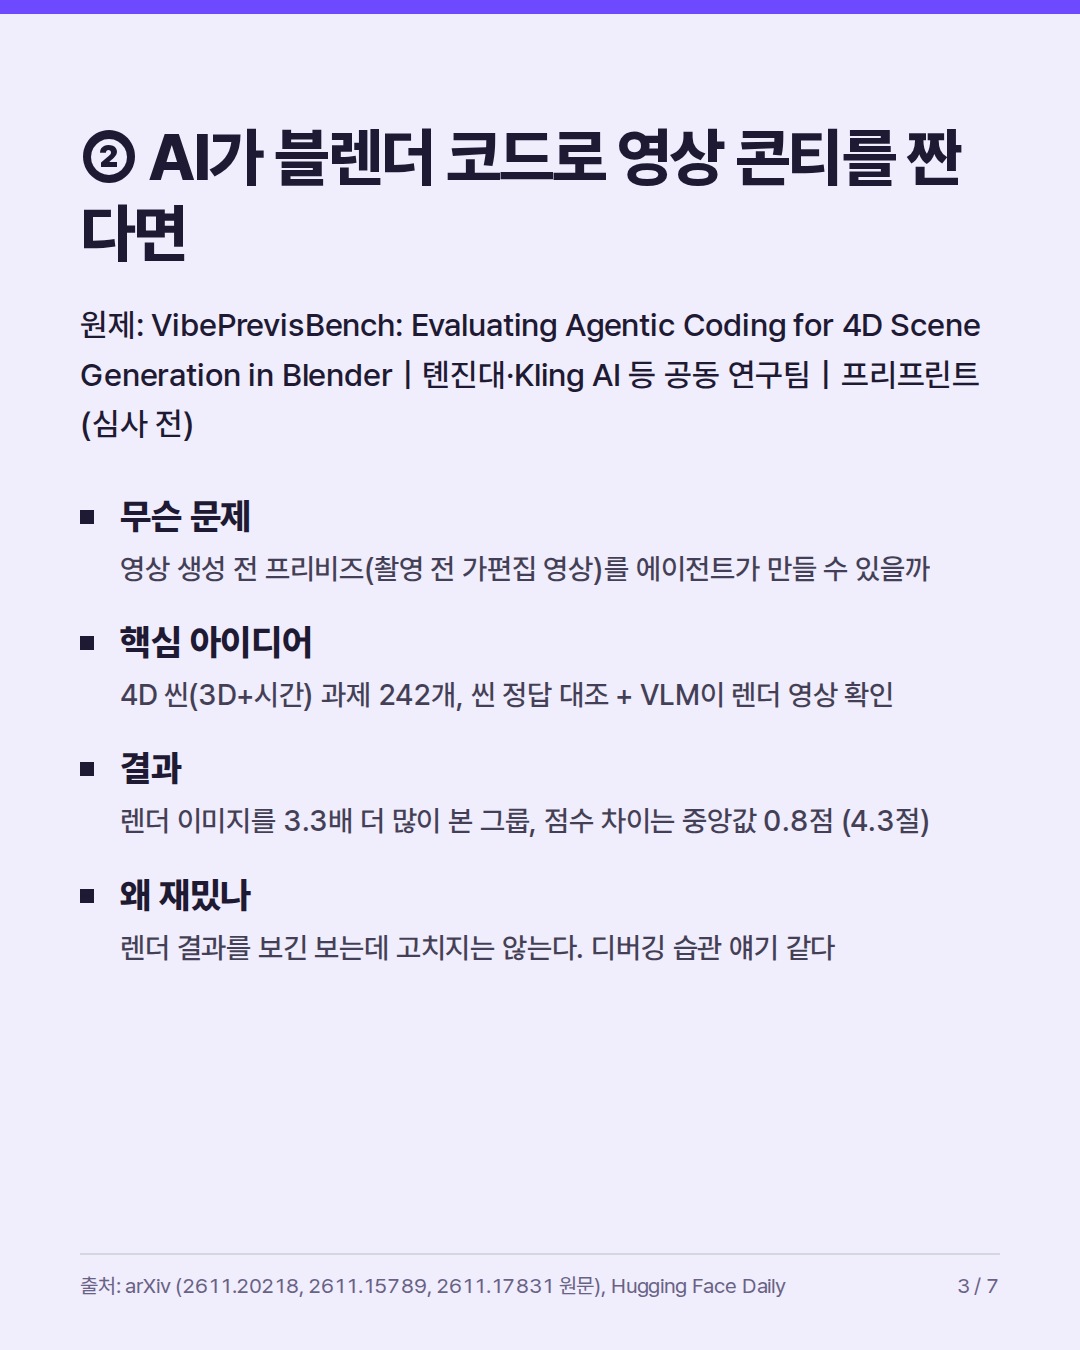 ② AI가 블렌더 코드로 영상 콘티를 짠
다면
원제: VibePrevisBench: Evaluating Agentic Coding for 4D Scene
Generation in Blender | 톈진대·Kling AI 등 공동 연구팀 | 프리프린트
(심사 전)
■ 무슨 문제
영상 생성 전 프리비즈(촬영 전 가편집 영상)를 에이전트가 만들 수 있을까
■ 핵심 아이디어
4D 씬(3D+시간) 과제 242개, 씬 정답 대조 + VLM이 렌더 영상 확인
■ 결과
렌더 이미지를 3.3배 더 많이 본 그룹, 점수 차이는 중앙값 0.8점 (4.3절)
■ 왜 재밌나
렌더 결과를 보긴 보는데 고치지는 않는다. 디버깅 습관 얘기 같다
출처: arXiv (2611.20218, 2611.15789, 2611.17831 원문), Hugging Face Daily
3 / 7